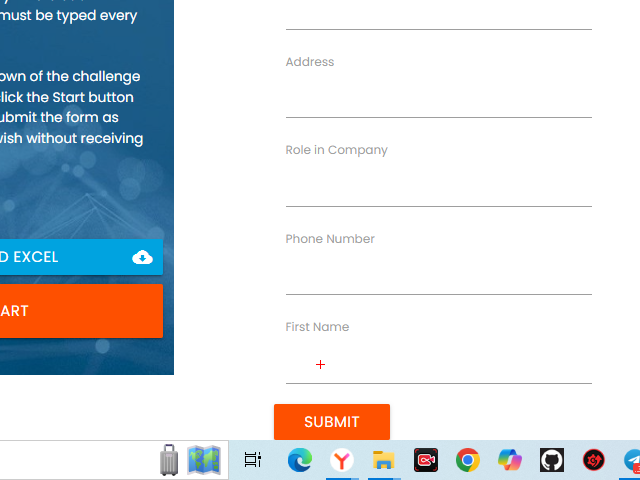 must be typed every
own of the challenge
click the Start button
ubmit the form as
wish without receiving
D EXCEL
ART
Address
Role in Company
Phone Number
First Name
SUBMIT